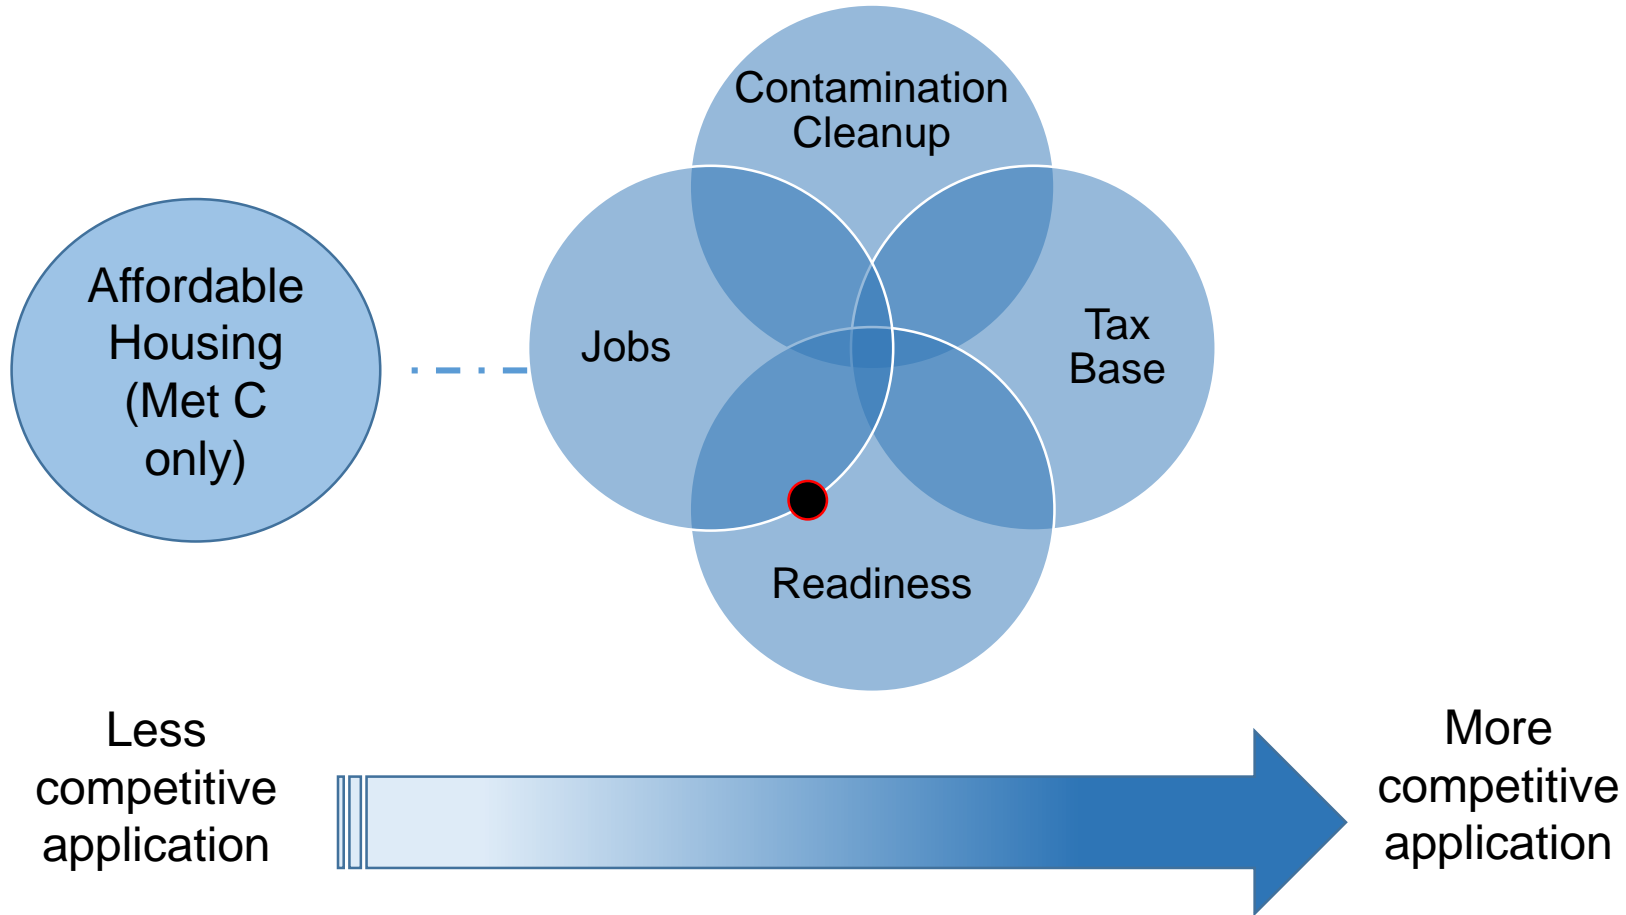 Contamination
Cleanup
Affordable
Housing
(Met C
only)
Jobs
Tax
Base
Readiness
Less
competitive
application
More
competitive
application